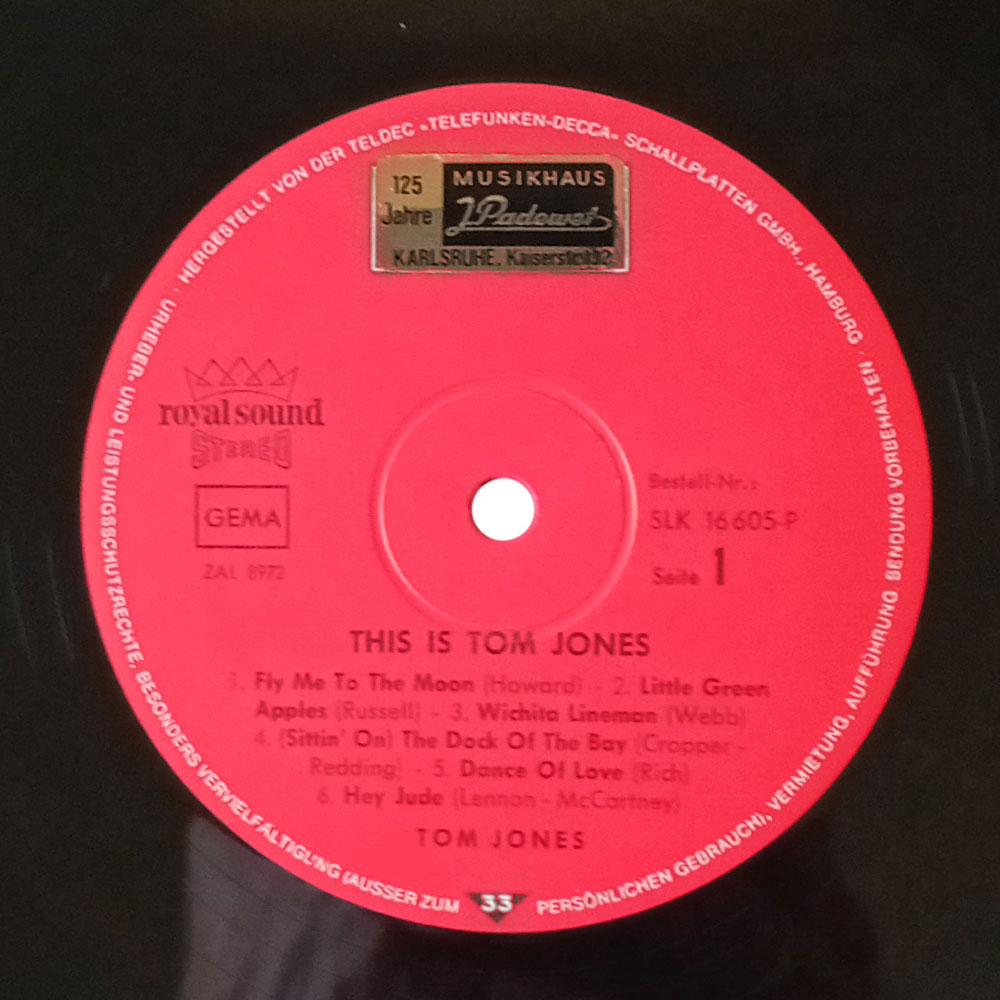 HERGESTELLT VON DER TELDEC »TELEFUNKEN-DECCA« SCHALLPLATTEN GMBH., HAMBURG · URHEBER- UND LEISTUNGSSCHUTZRECHTE, BESONDERS VERVIELFÄLTIGUNG (AUSSER ZUM PERSÖNLICHEN GEBRAUCH), VERMIETUNG, AUFFÜHRUNG SENDUNG VORBEHALTEN
125 Jahre
MUSIKHAUS
J. Padewet
KARLSRUHE, Kaiserstr. 132
royal sound
STEREO
GEMA
ZAL 8972
Bestell-Nr.:
SLK 16 605-P
Seite 1
THIS IS TOM JONES
1. Fly Me To The Moon (Howard) - 2. Little Green
Apples (Russell) - 3. Wichita Lineman (Webb)
4. (Sittin' On) The Dock Of The Bay (Cropper -
Redding) - 5. Dance Of Love (Rich)
6. Hey Jude (Lennon - McCartney)
TOM JONES
33